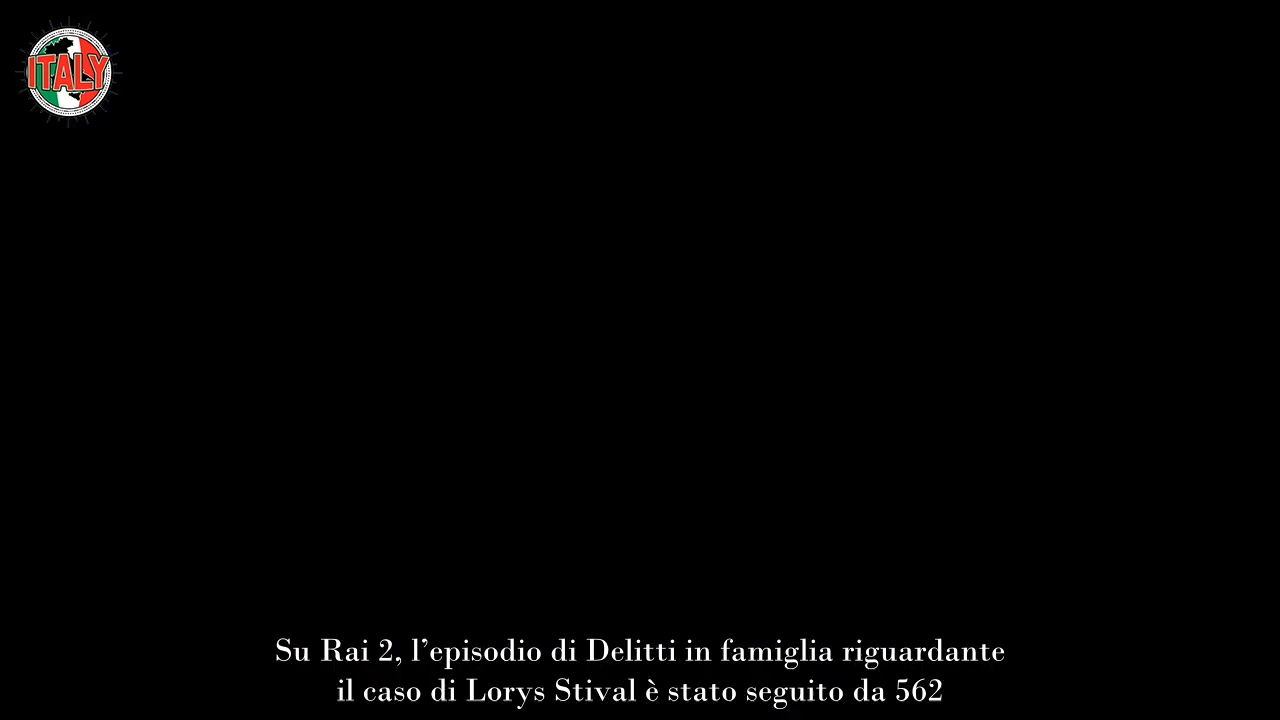 ITALY
Su Rai 2, l’episodio di Delitti in famiglia riguardante
il caso di Lorys Stival è stato seguito da 562